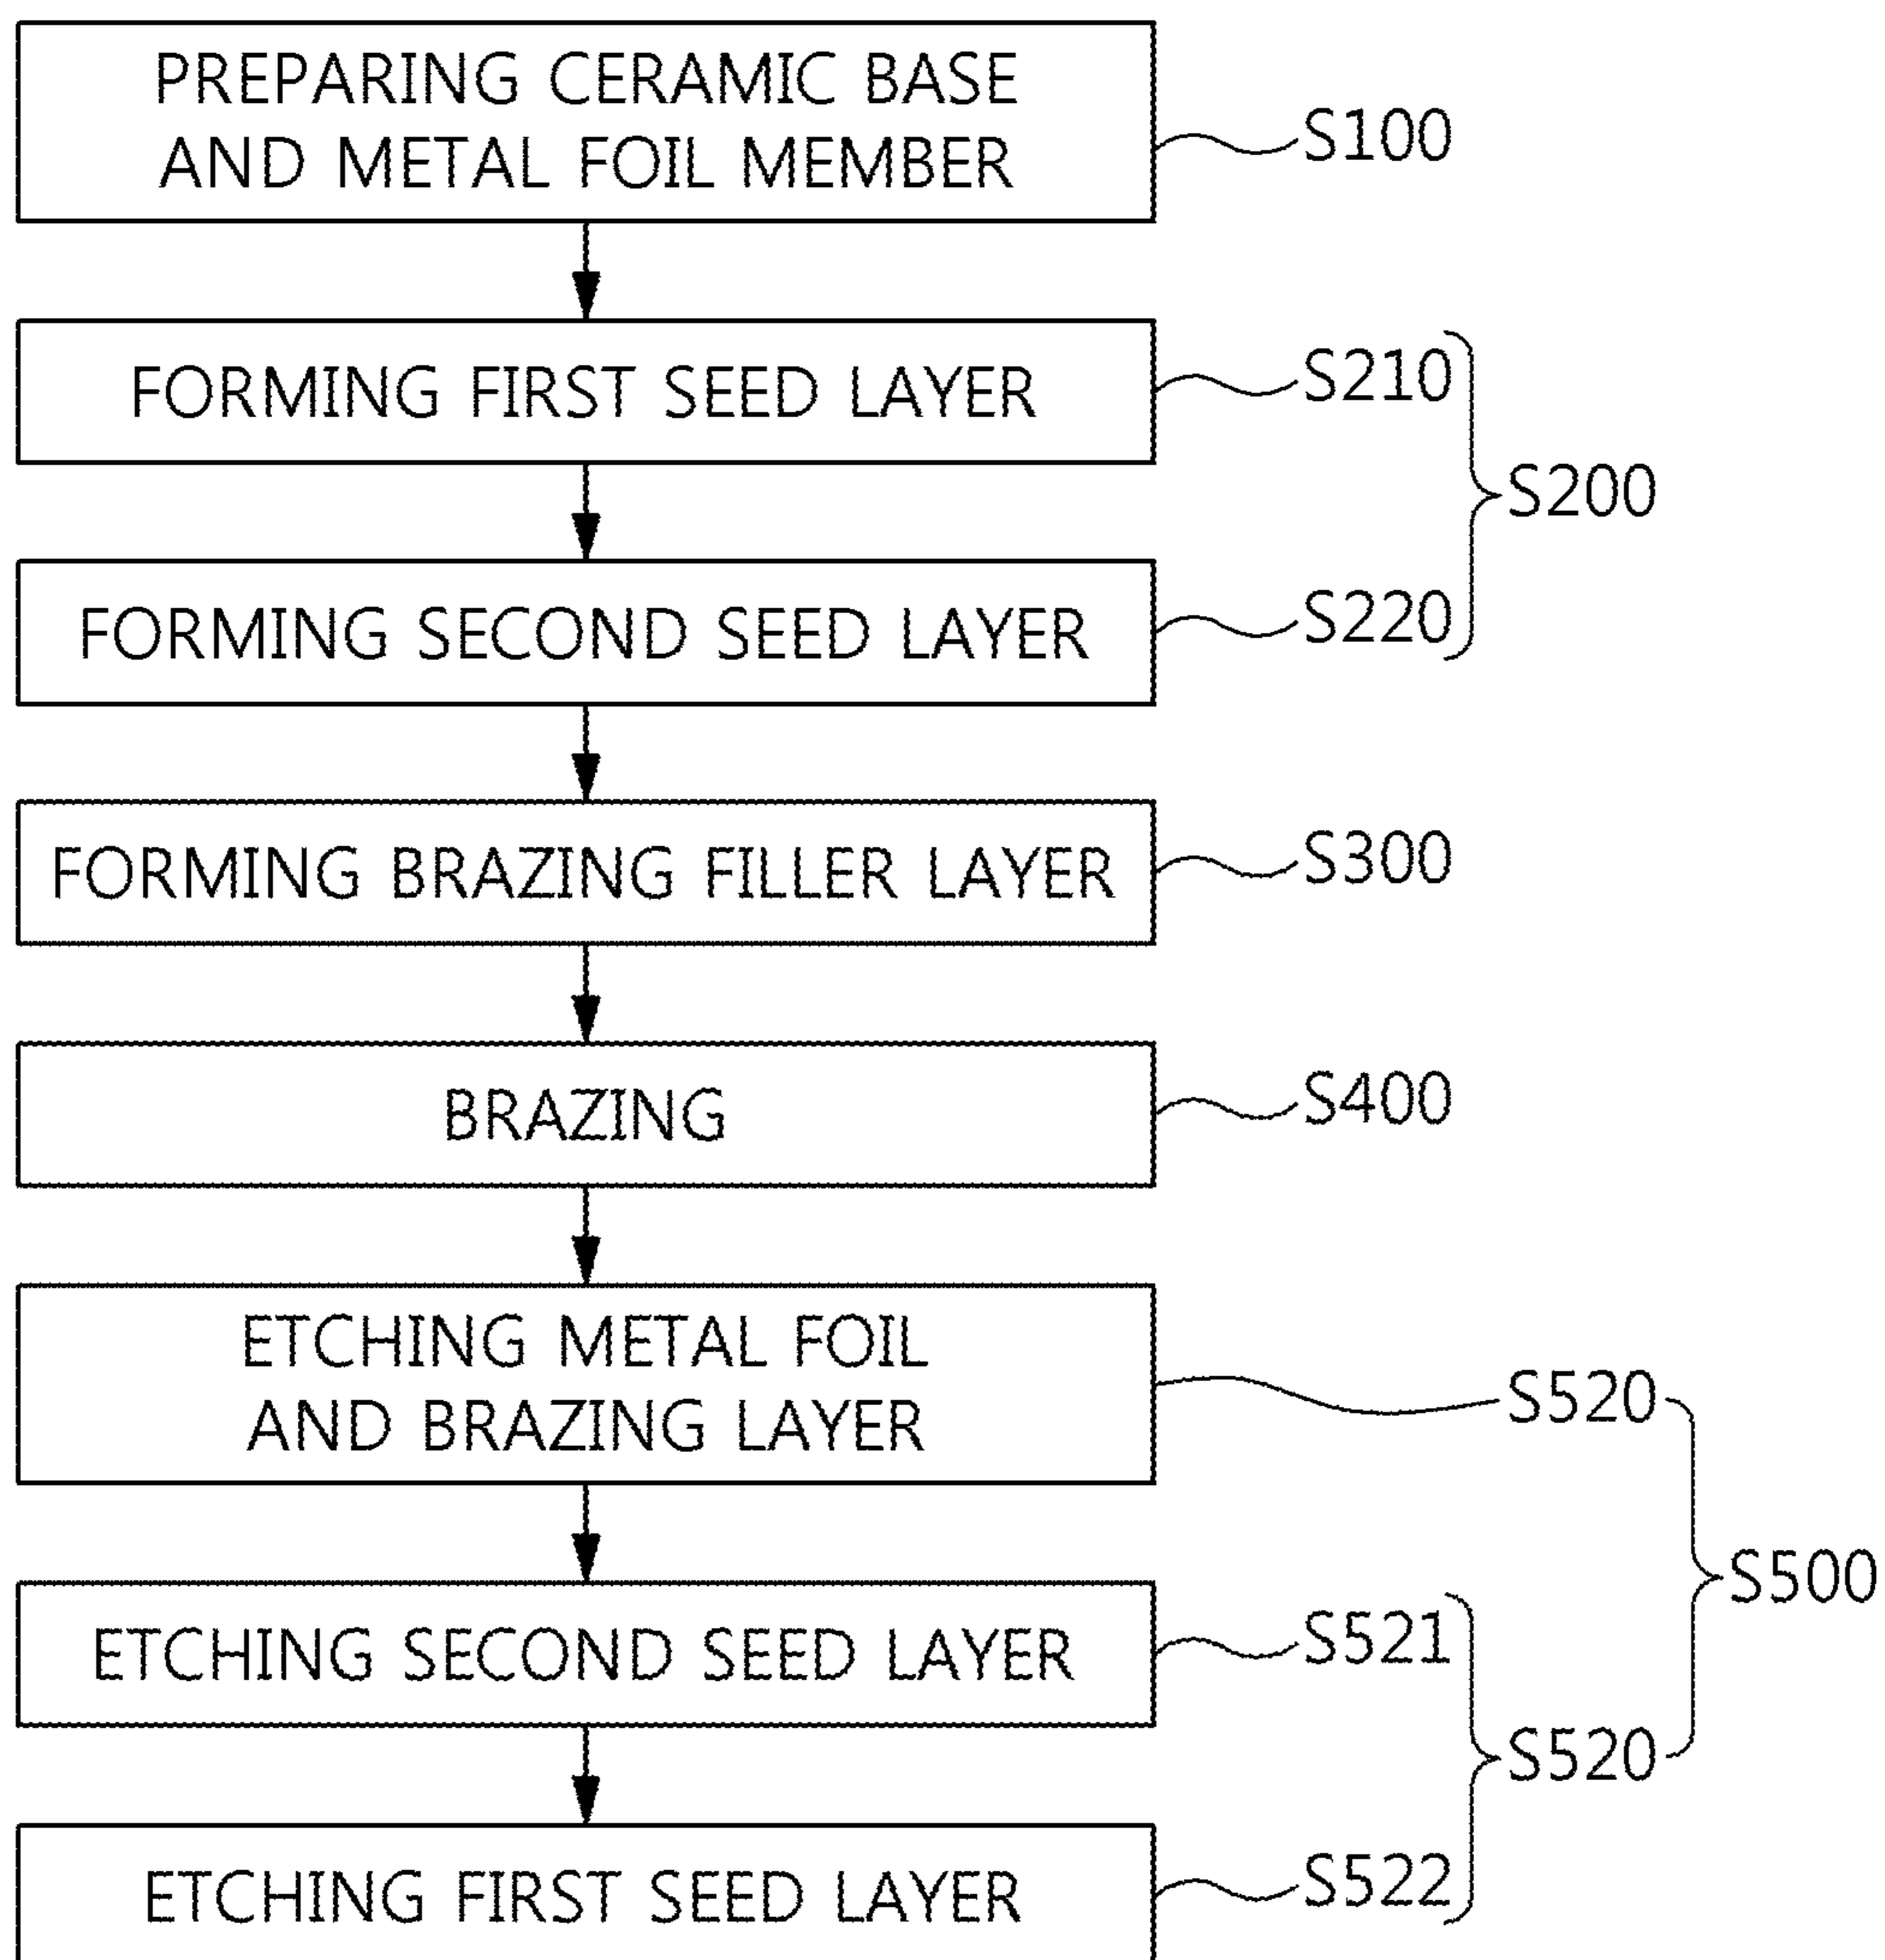 PREPARING CERAMIC BASE
AND METAL FOIL MEMBER
S100
FORMING FIRST SEED LAYER
S210
S200
FORMING SECOND SEED LAYER
S220
FORMING BRAZING FILLER LAYER
S300
BRAZING
S400
ETCHING METAL FOIL
AND BRAZING LAYER
S520
S500
ETCHING SECOND SEED LAYER
S521
S520
ETCHING FIRST SEED LAYER
S522